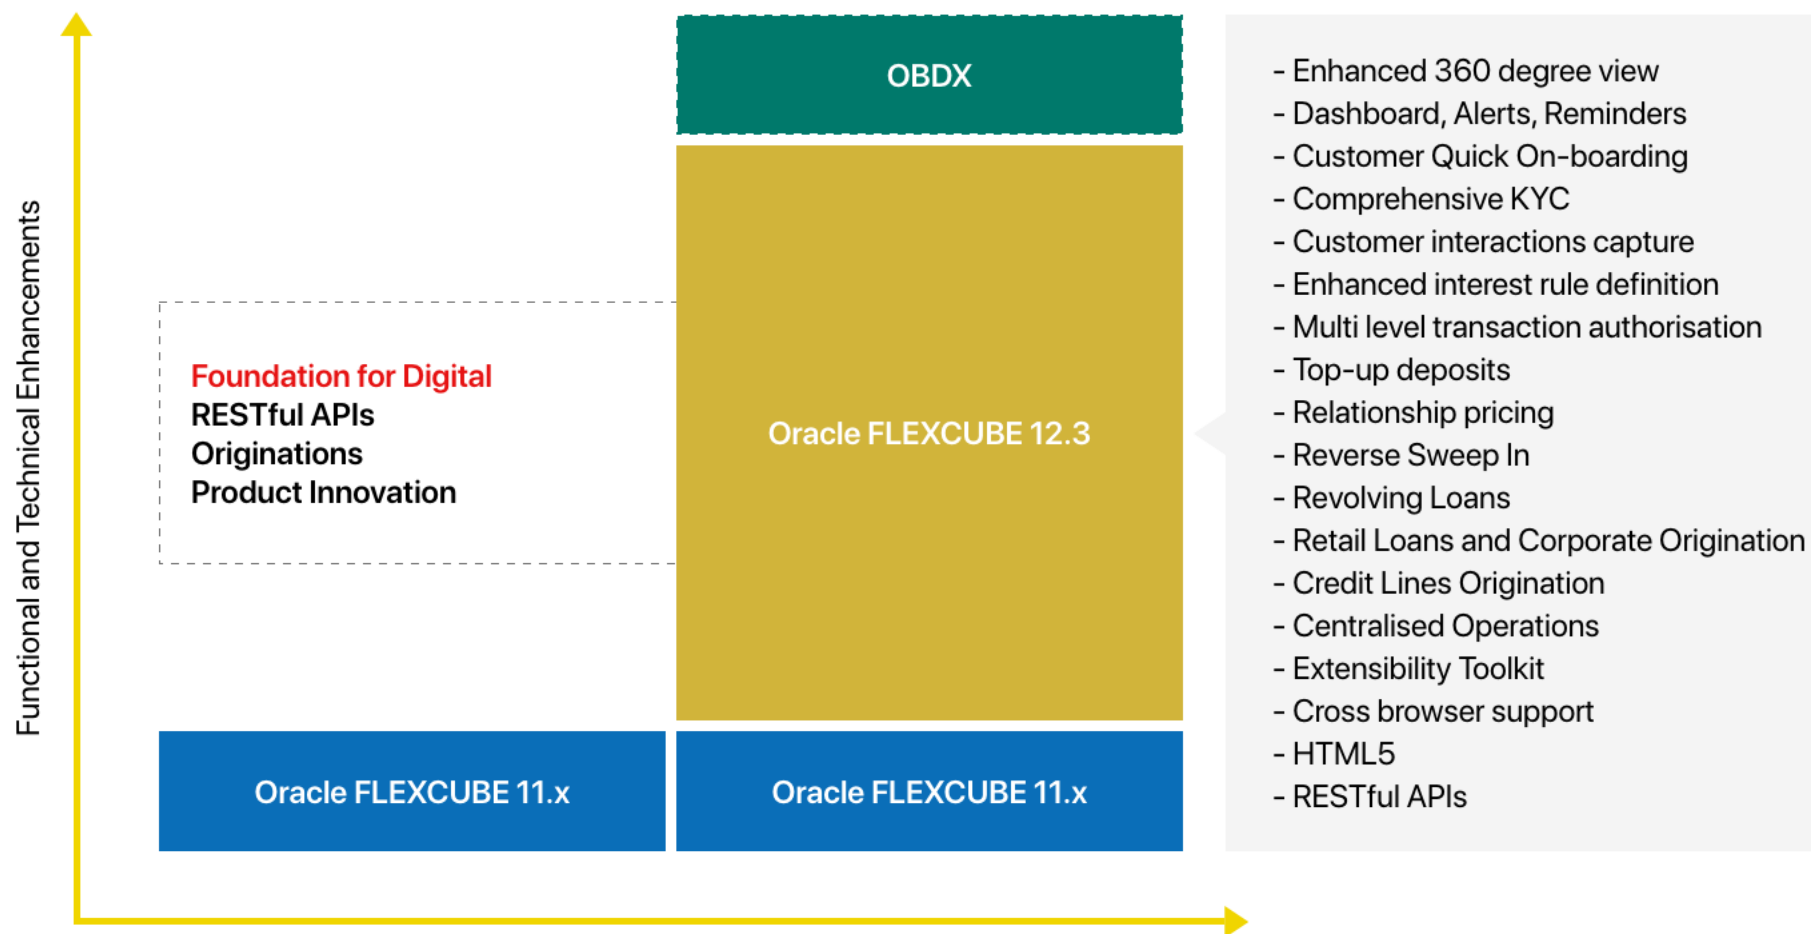 Functional and Technical Enhancements
OBDX
Foundation for Digital
RESTful APIs
Originations
Product Innovation
Oracle FLEXCUBE 12.3
Oracle FLEXCUBE 11.x
Oracle FLEXCUBE 11.x
- Enhanced 360 degree view
- Dashboard, Alerts, Reminders
- Customer Quick On-boarding
- Comprehensive KYC
- Customer interactions capture
- Enhanced interest rule definition
- Multi level transaction authorisation
- Top-up deposits
- Relationship pricing
- Reverse Sweep In
- Revolving Loans
- Retail Loans and Corporate Origination
- Credit Lines Origination
- Centralised Operations
- Extensibility Toolkit
- Cross browser support
- HTML5
- RESTful APIs